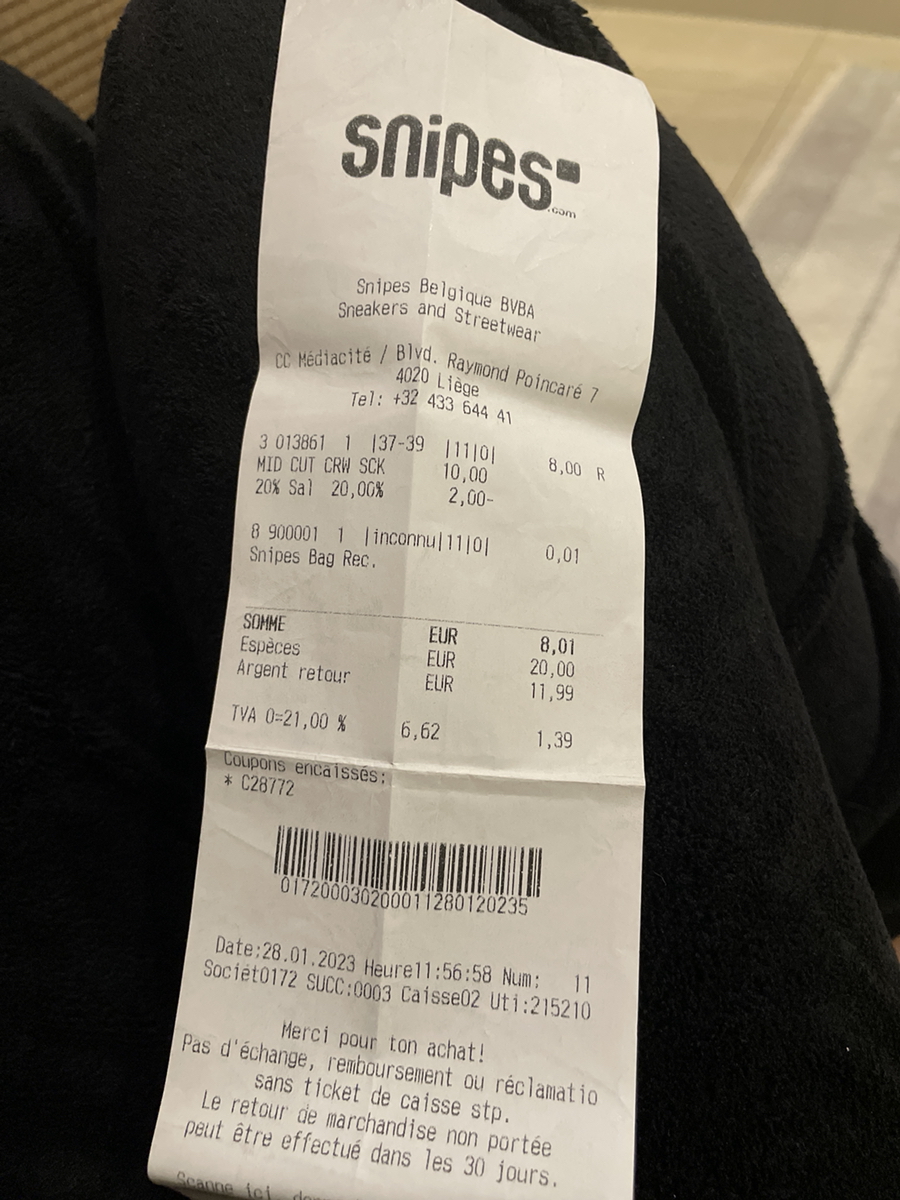 snipes
.com
Snipes Belgique BVBA
Sneakers and Streetwear
CC Médiacité / Blvd. Raymond Poincaré 7
4020 Liège
Tel: +32 433 644 41
3 013861 1 |37-39 |11|0| 8,00 R
MID CUT CRW SCK 10,00
20% Sal 20,00% 2,00-
8 900001 1 |inconnu|11|0| 0,01
Snipes Bag Rec.
SOMME EUR 8,01
Espèces EUR 20,00
Argent retour EUR 11,99
TVA 0=21,00 % 6,62 1,39
Coupons encaissés:
* C28772
017200030200011280120235
Date:28.01.2023 Heure11:56:58 Num: 11
Sociét0172 SUCC:0003 Caisse02 Uti:215210
Merci pour ton achat!
Pas d'échange, remboursement ou réclamatio
sans ticket de caisse stp.
Le retour de marchandise non portée
peut être effectué dans les 30 jours.
Scanne ici